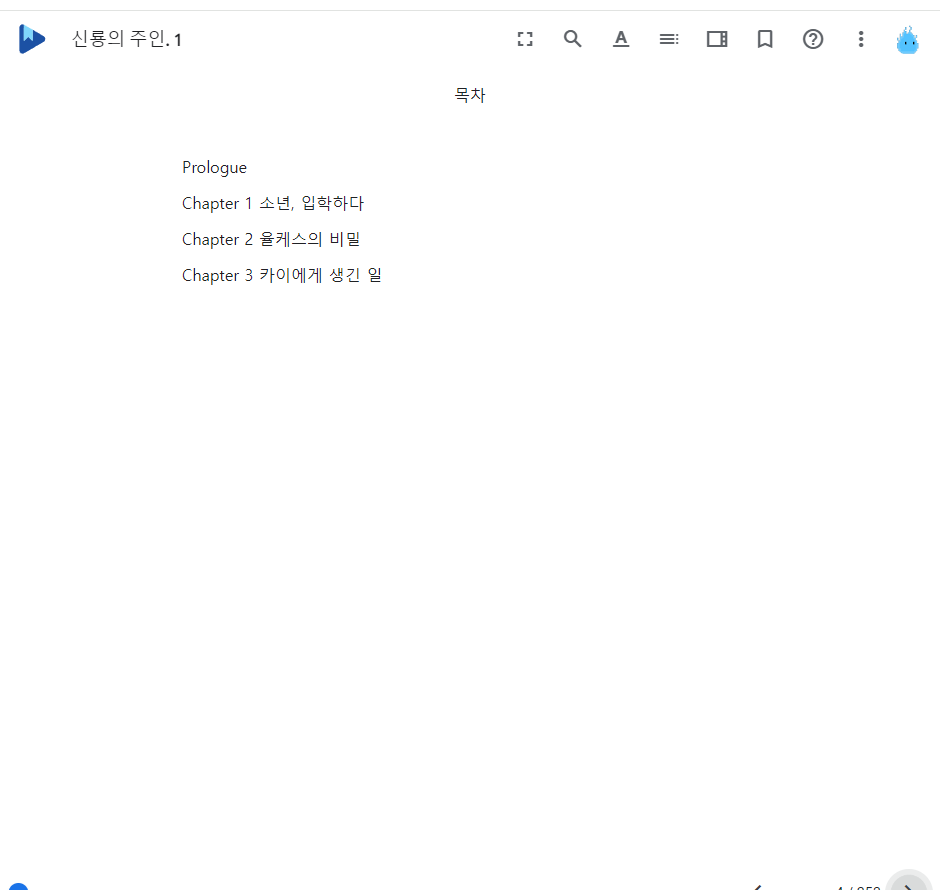 신룡의 주인. 1
목차
Prologue
Chapter 1 소년, 입학하다
Chapter 2 율케스의 비밀
Chapter 3 카이에게 생긴 일